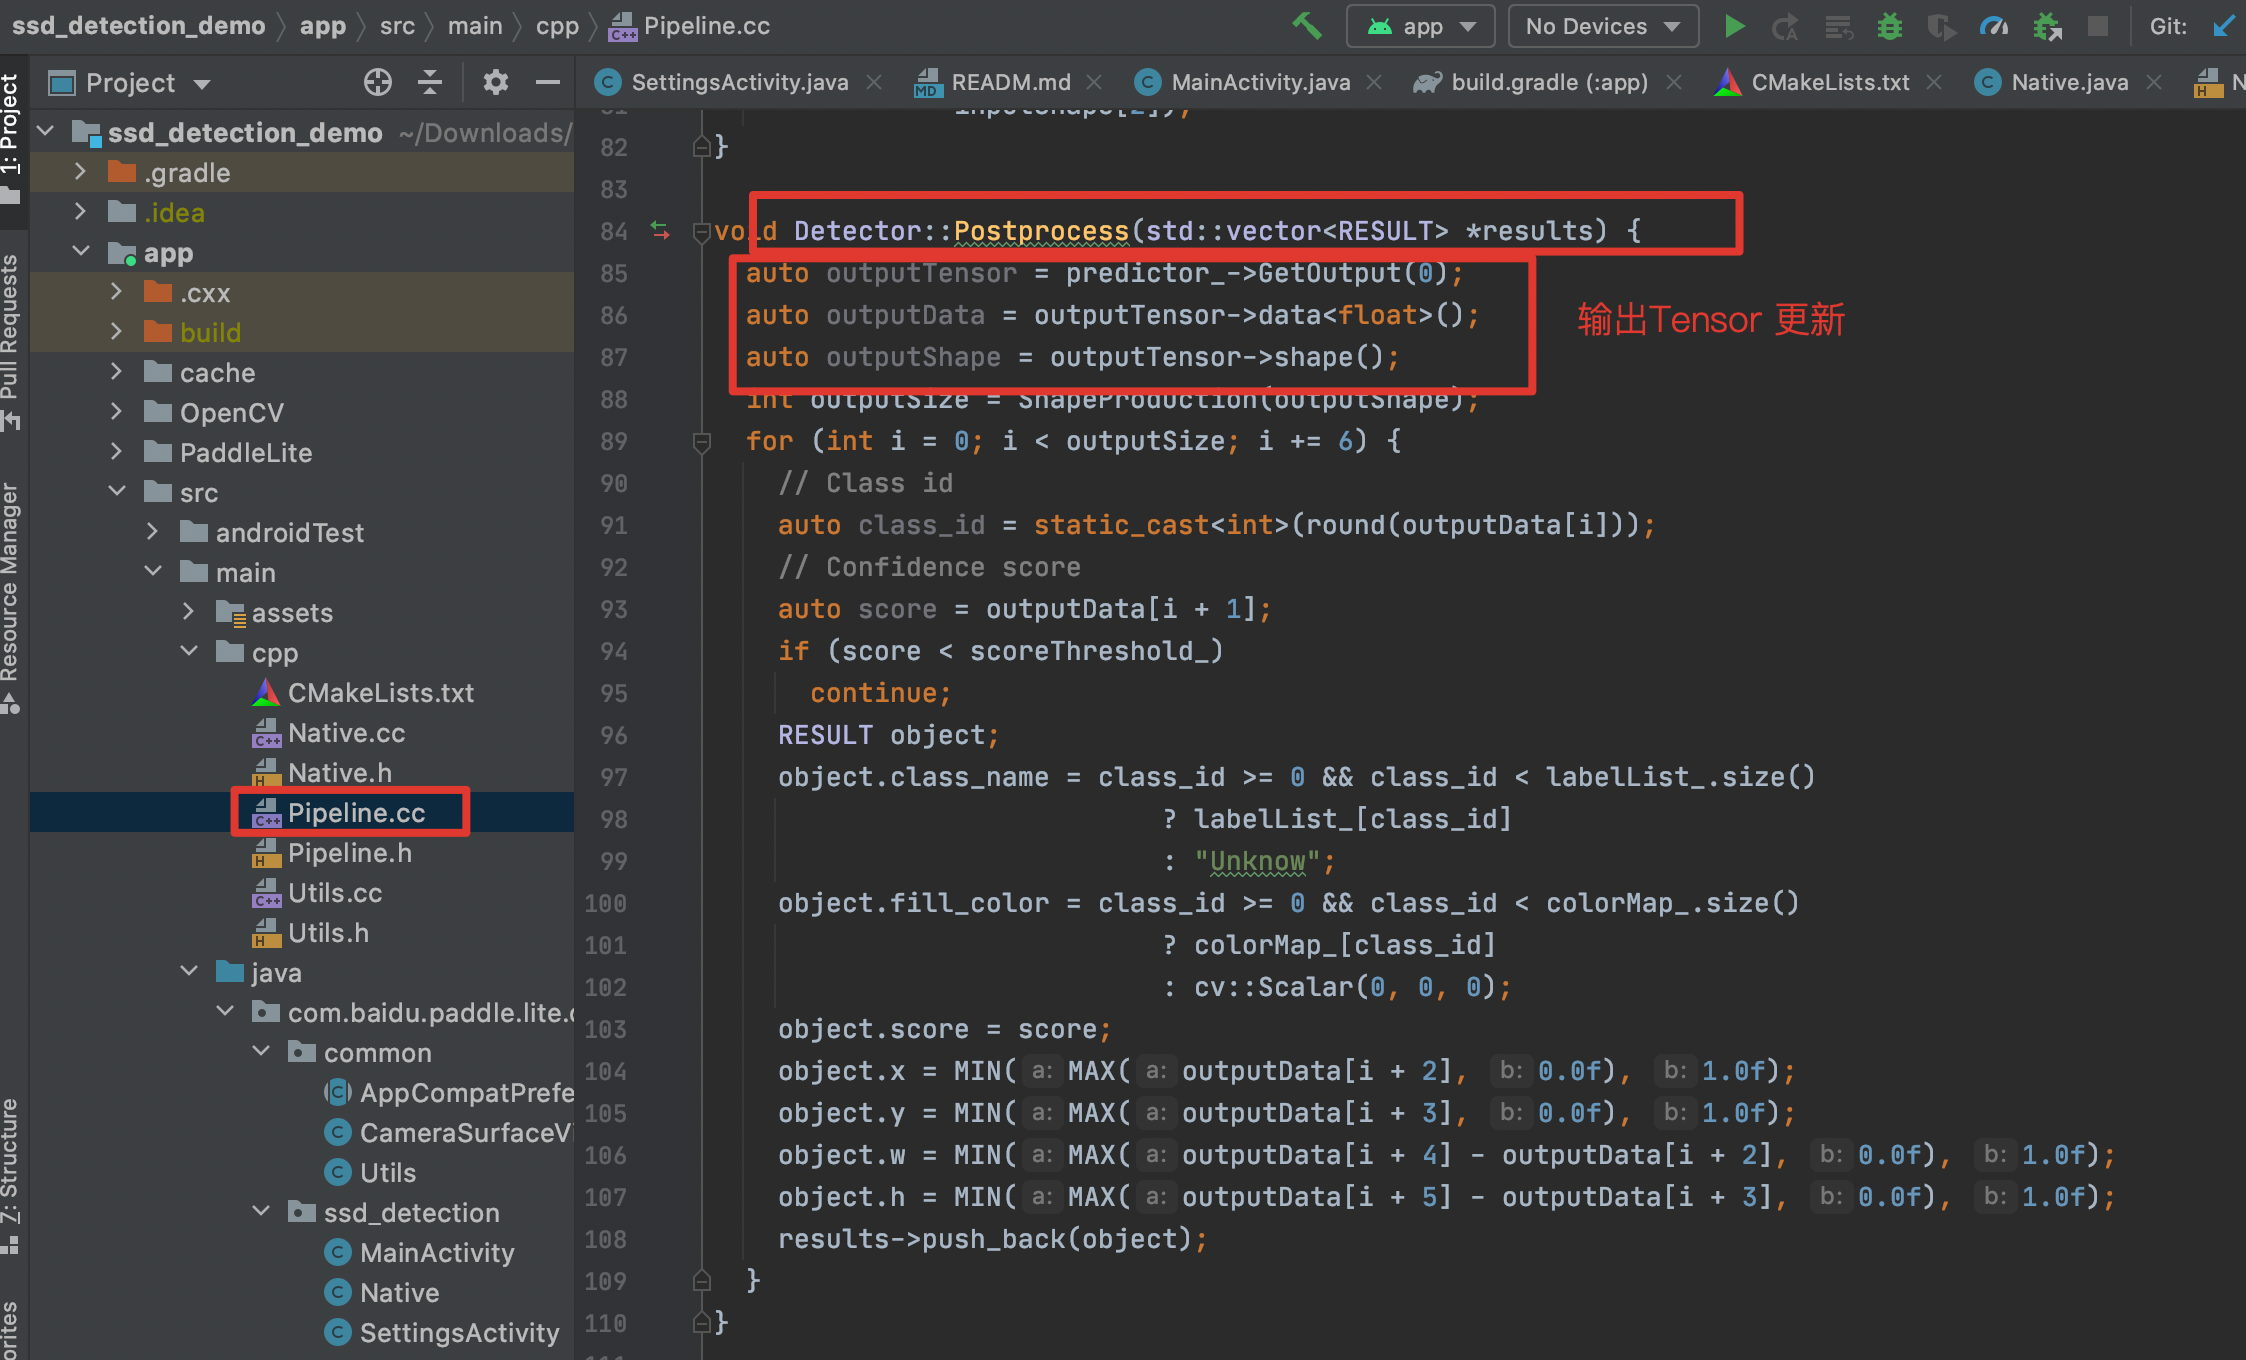 ssd_detection_demo app src main cpp Pipeline.cc app No Devices Git:
Project
SettingsActivity.java READM.md MainActivity.java build.gradle (:app) CMakeLists.txt Native.java
1: Project
Pull Requests
Resource Manager
7: Structure
ssd_detection_demo ~/Downloads/
.gradle
.idea
app
.cxx
build
cache
OpenCV
PaddleLite
src
androidTest
main
assets
cpp
CMakeLists.txt
Native.cc
Native.h
Pipeline.cc
Pipeline.h
Utils.cc
Utils.h
java
com.baidu.paddle.lite.
common
AppCompatPrefe
CameraSurfaceVi
Utils
ssd_detection
MainActivity
Native
SettingsActivity
81 inputShape[2]);
82 }
83
84 void Detector::Postprocess(std::vector<RESULT> *results) {
85 auto outputTensor = predictor_->GetOutput(0);
86 auto outputData = outputTensor->data<float>();
87 auto outputShape = outputTensor->shape();
88 int outputSize = ShapeProduction(outputShape);
89 for (int i = 0; i < outputSize; i += 6) {
90 // Class id
91 auto class_id = static_cast<int>(round(outputData[i]));
92 // Confidence score
93 auto score = outputData[i + 1];
94 if (score < scoreThreshold_)
95 continue;
96 RESULT object;
97 object.class_name = class_id >= 0 && class_id < labelList_.size()
98 ? labelList_[class_id]
99 : "Unknow";
100 object.fill_color = class_id >= 0 && class_id < colorMap_.size()
101 ? colorMap_[class_id]
102 : cv::Scalar(0, 0, 0);
103 object.score = score;
104 object.x = MIN( a: MAX( a: outputData[i + 2], b: 0.0f), b: 1.0f);
105 object.y = MIN( a: MAX( a: outputData[i + 3], b: 0.0f), b: 1.0f);
106 object.w = MIN( a: MAX( a: outputData[i + 4] - outputData[i + 2], b: 0.0f), b: 1.0f);
107 object.h = MIN( a: MAX( a: outputData[i + 5] - outputData[i + 3], b: 0.0f), b: 1.0f);
108 results->push_back(object);
109 }
110 }
输出Tensor 更新